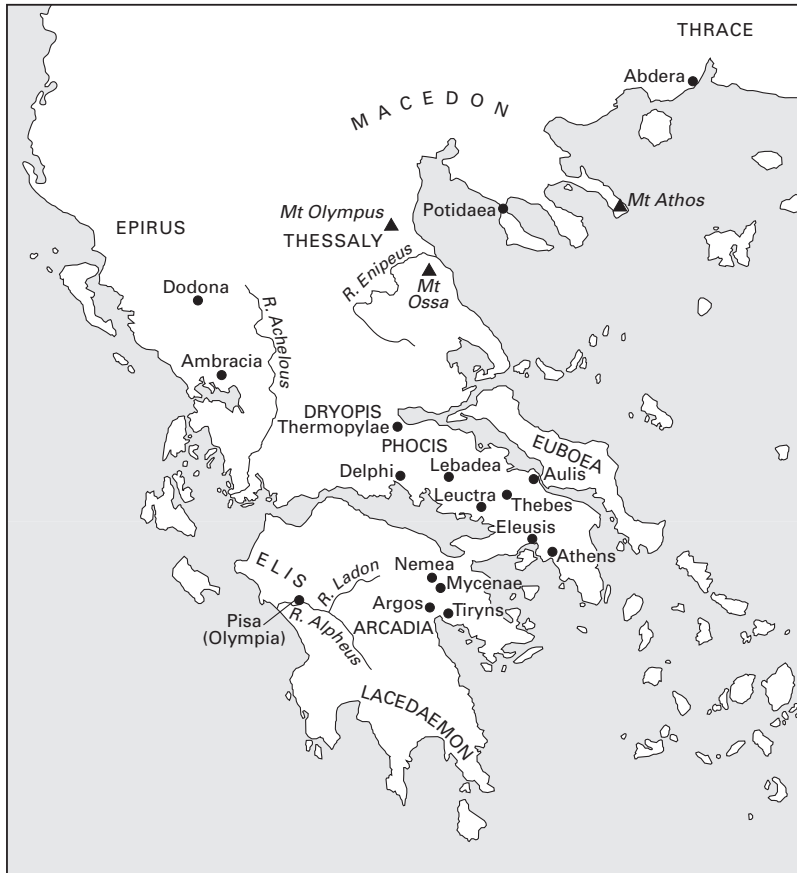 THRACE
Abdera
MACEDON
Mt Athos
Potidaea
Mt Olympus
EPIRUS
THESSALY
R. Enipeus
Mt
Ossa
Dodona
R. Achelous
Ambracia
DRYOPIS
Thermopylae
PHOCIS
EUBOEA
Delphi
Lebadea
Aulis
Leuctra
Thebes
Eleusis
Athens
ELIS
R. Ladon
Nemea
Mycenae
Argos
Tiryns
Pisa
(Olympia)
R. Alpheus
ARCADIA
LACEDAEMON